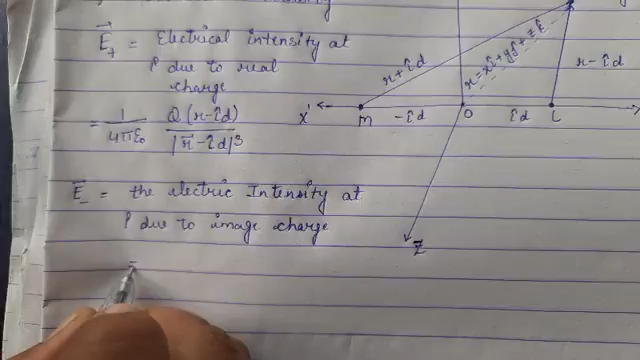 E₊ = Electrical intensity at
P due to real
charge
= 1/4πε₀ Q(r-îd)/|r⃗-îd|³
E₋ = the electric Intensity at
P due to image charge
r+îd
r=xî+yĵ+zk̂
r-îd
X'
M
-îd
O
îd
L
Z